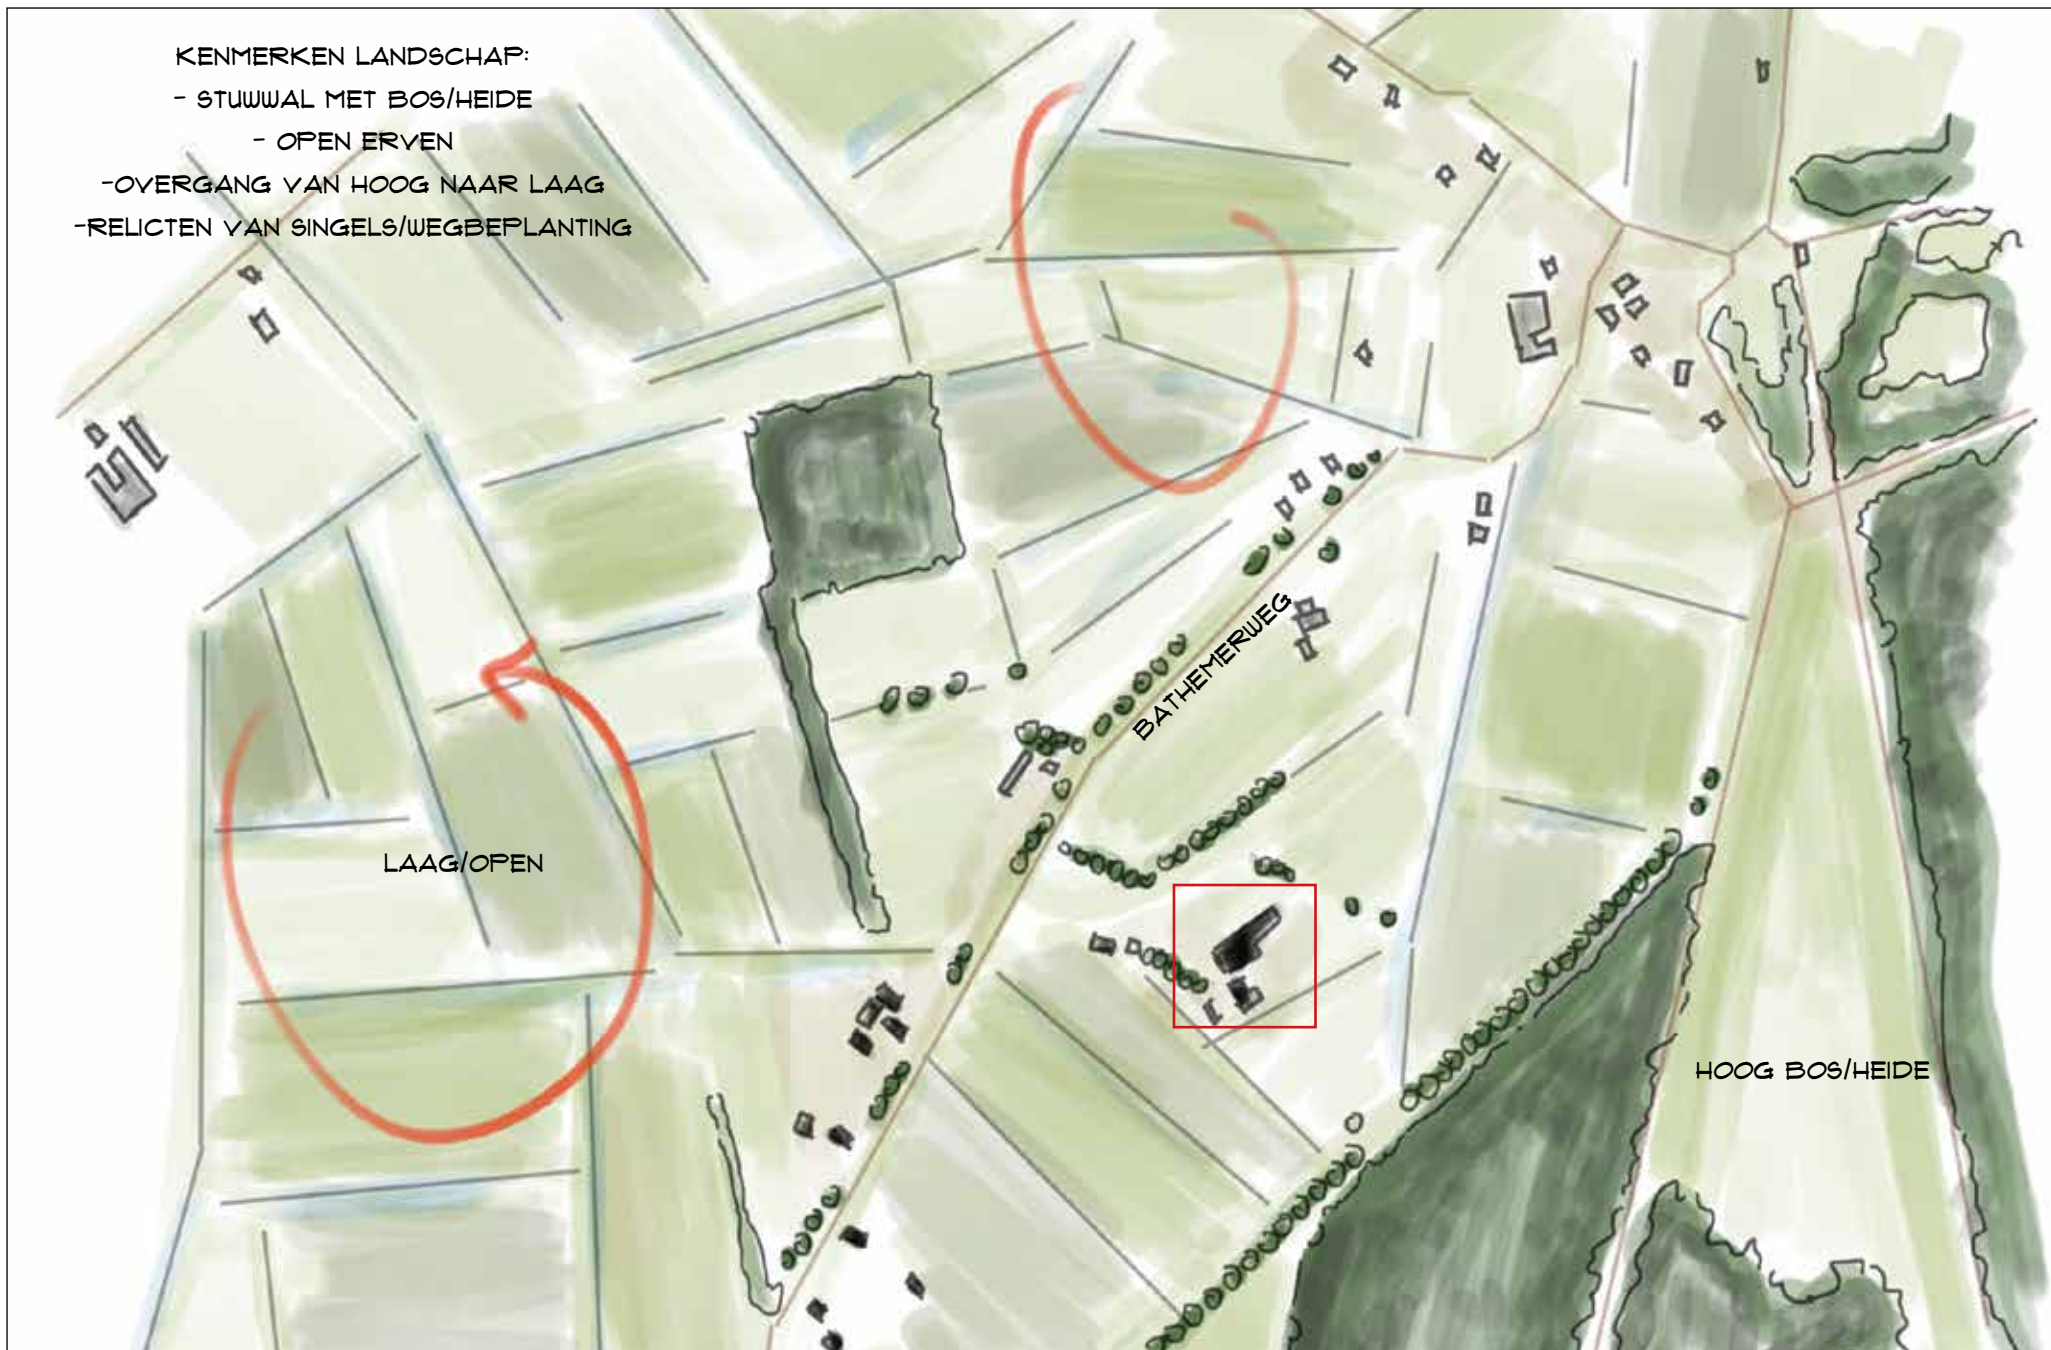 KENMERKEN LANDSCHAP:
- STUWWAL MET BOS/HEIDE
- OPEN ERVEN
-OVERGANG VAN HOOG NAAR LAAG
-RELICTEN VAN SINGELS/WEGBEPLANTING
BATHEMERWEG
LAAG/OPEN
HOOG BOS/HEIDE